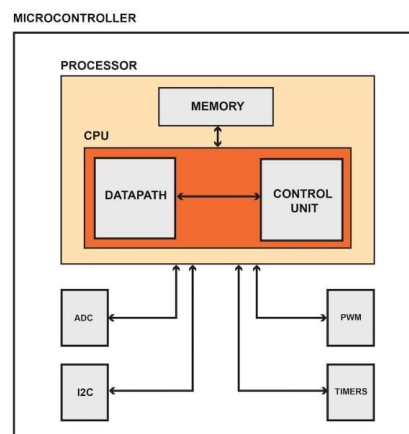 MICROCONTROLLER
PROCESSOR
MEMORY
CPU
DATAPATH
CONTROL
UNIT
ADC
PWM
I2C
TIMERS